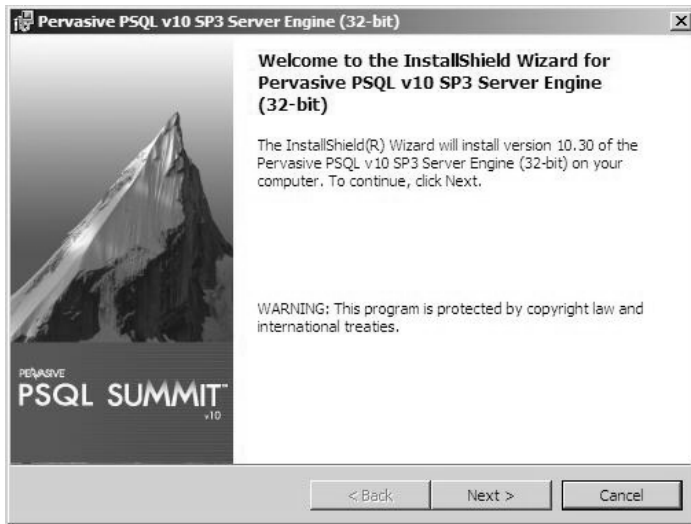 Pervasive PSQL v10 SP3 Server Engine (32-bit)
Welcome to the InstallShield Wizard for
Pervasive PSQL v10 SP3 Server Engine
(32-bit)
The InstallShield(R) Wizard will install version 10.30 of the
Pervasive PSQL v10 SP3 Server Engine (32-bit) on your
computer. To continue, click Next.
WARNING: This program is protected by copyright law and
international treaties.
PERVASIVE
PSQL SUMMIT™
v10
< Back
Next >
Cancel